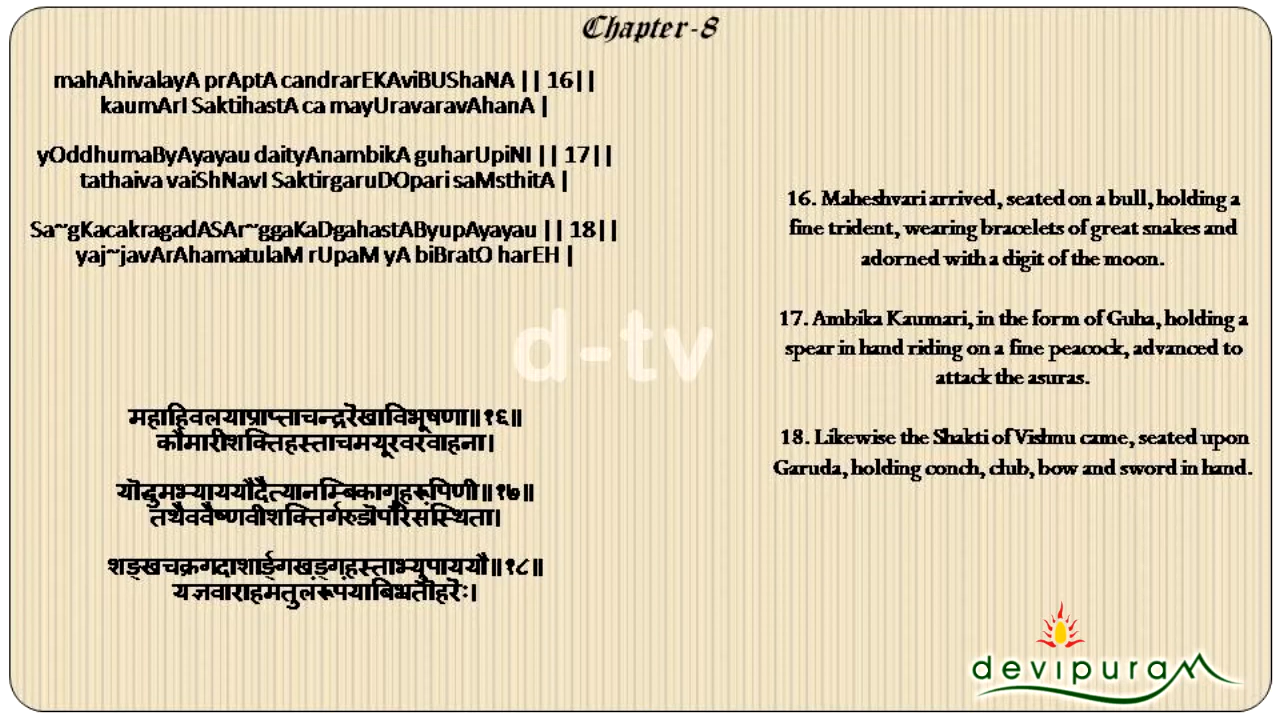 Chapter-8
mahAhivalayA prAptA candrarEKAviBUShaNA || 16||
kaumArI SaktihastA ca mayUravaravAhanA |
yOddhumaByAyayau daityAnambikA guharUpiNI || 17||
tathaiva vaiShNavI SaktirgaruDOpari saMsthitA |
Sa~gKacakragadASAr~ggaKaDgahastAByupAyayau || 18||
yaj~javArAhamatulaM rUpaM yA biBratO harEH |
महाहिवलयाप्राप्ताचन्द्ररॆखाविभूषणा॥१६॥
कौमारीशक्तिहस्ताचमयूरवरवाहना।
यॊद्धुमभ्याययौदैत्यानम्बिकागुहरूपिणी॥१७॥
तथैववैष्णवीशक्तिर्गरुडॊपरिसंस्थिता।
शङ्खचक्रगदाशार्ङ्गखड्गहस्ताभ्युपाययौ॥१८॥
यज्ञवाराहमतुलंरूपंयाबिभ्रतॊहरॆः।
16. Maheshvari arrived, seated on a bull, holding a
fine trident, wearing bracelets of great snakes and
adorned with a digit of the moon.
17. Ambika Kaumari, in the form of Guha, holding a
spear in hand riding on a fine peacock, advanced to
attack the asuras.
18. Likewise the Shakti of Vishnu came, seated upon
Garuda, holding conch, club, bow and sword in hand.
d-tv
devipuram